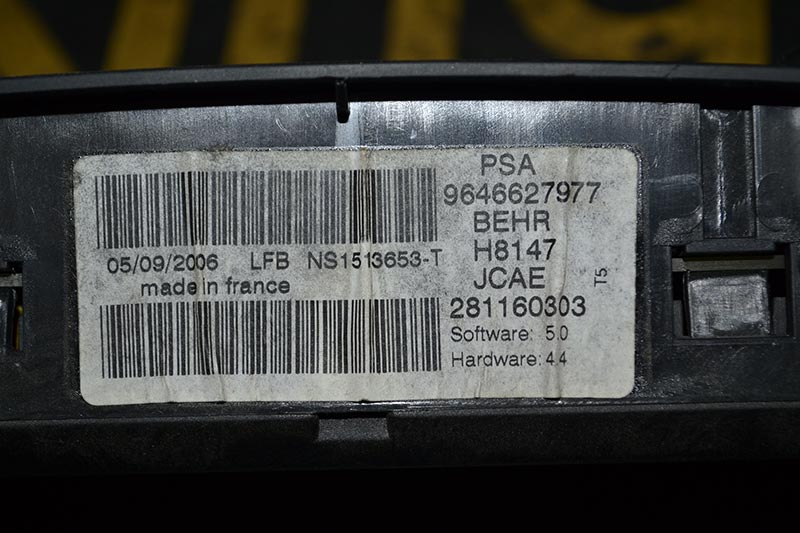 PSA
9646627977
BEHR
H8147
JCAE
281160303
Software: 5.0
Hardware: 4.4
T5
05/09/2006 LFB NS1513653-T
made in france